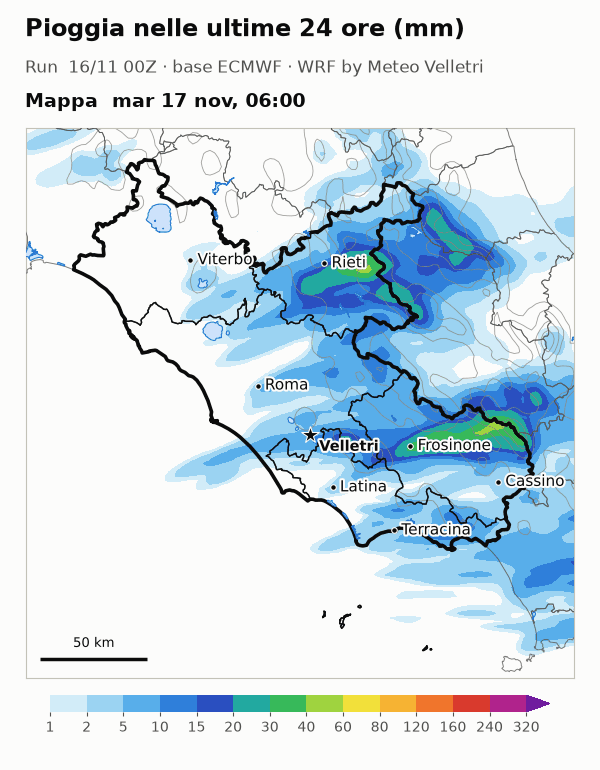 Pioggia nelle ultime 24 ore (mm)
Run  16/11 00Z · base ECMWF · WRF by Meteo Velletri
Mappa  mar 17 nov, 06:00
Viterbo
Rieti
Roma
Velletri
Frosinone
Latina
Cassino
Terracina
50 km
1 2 5 10 15 20 30 40 60 80 120 160 240 320